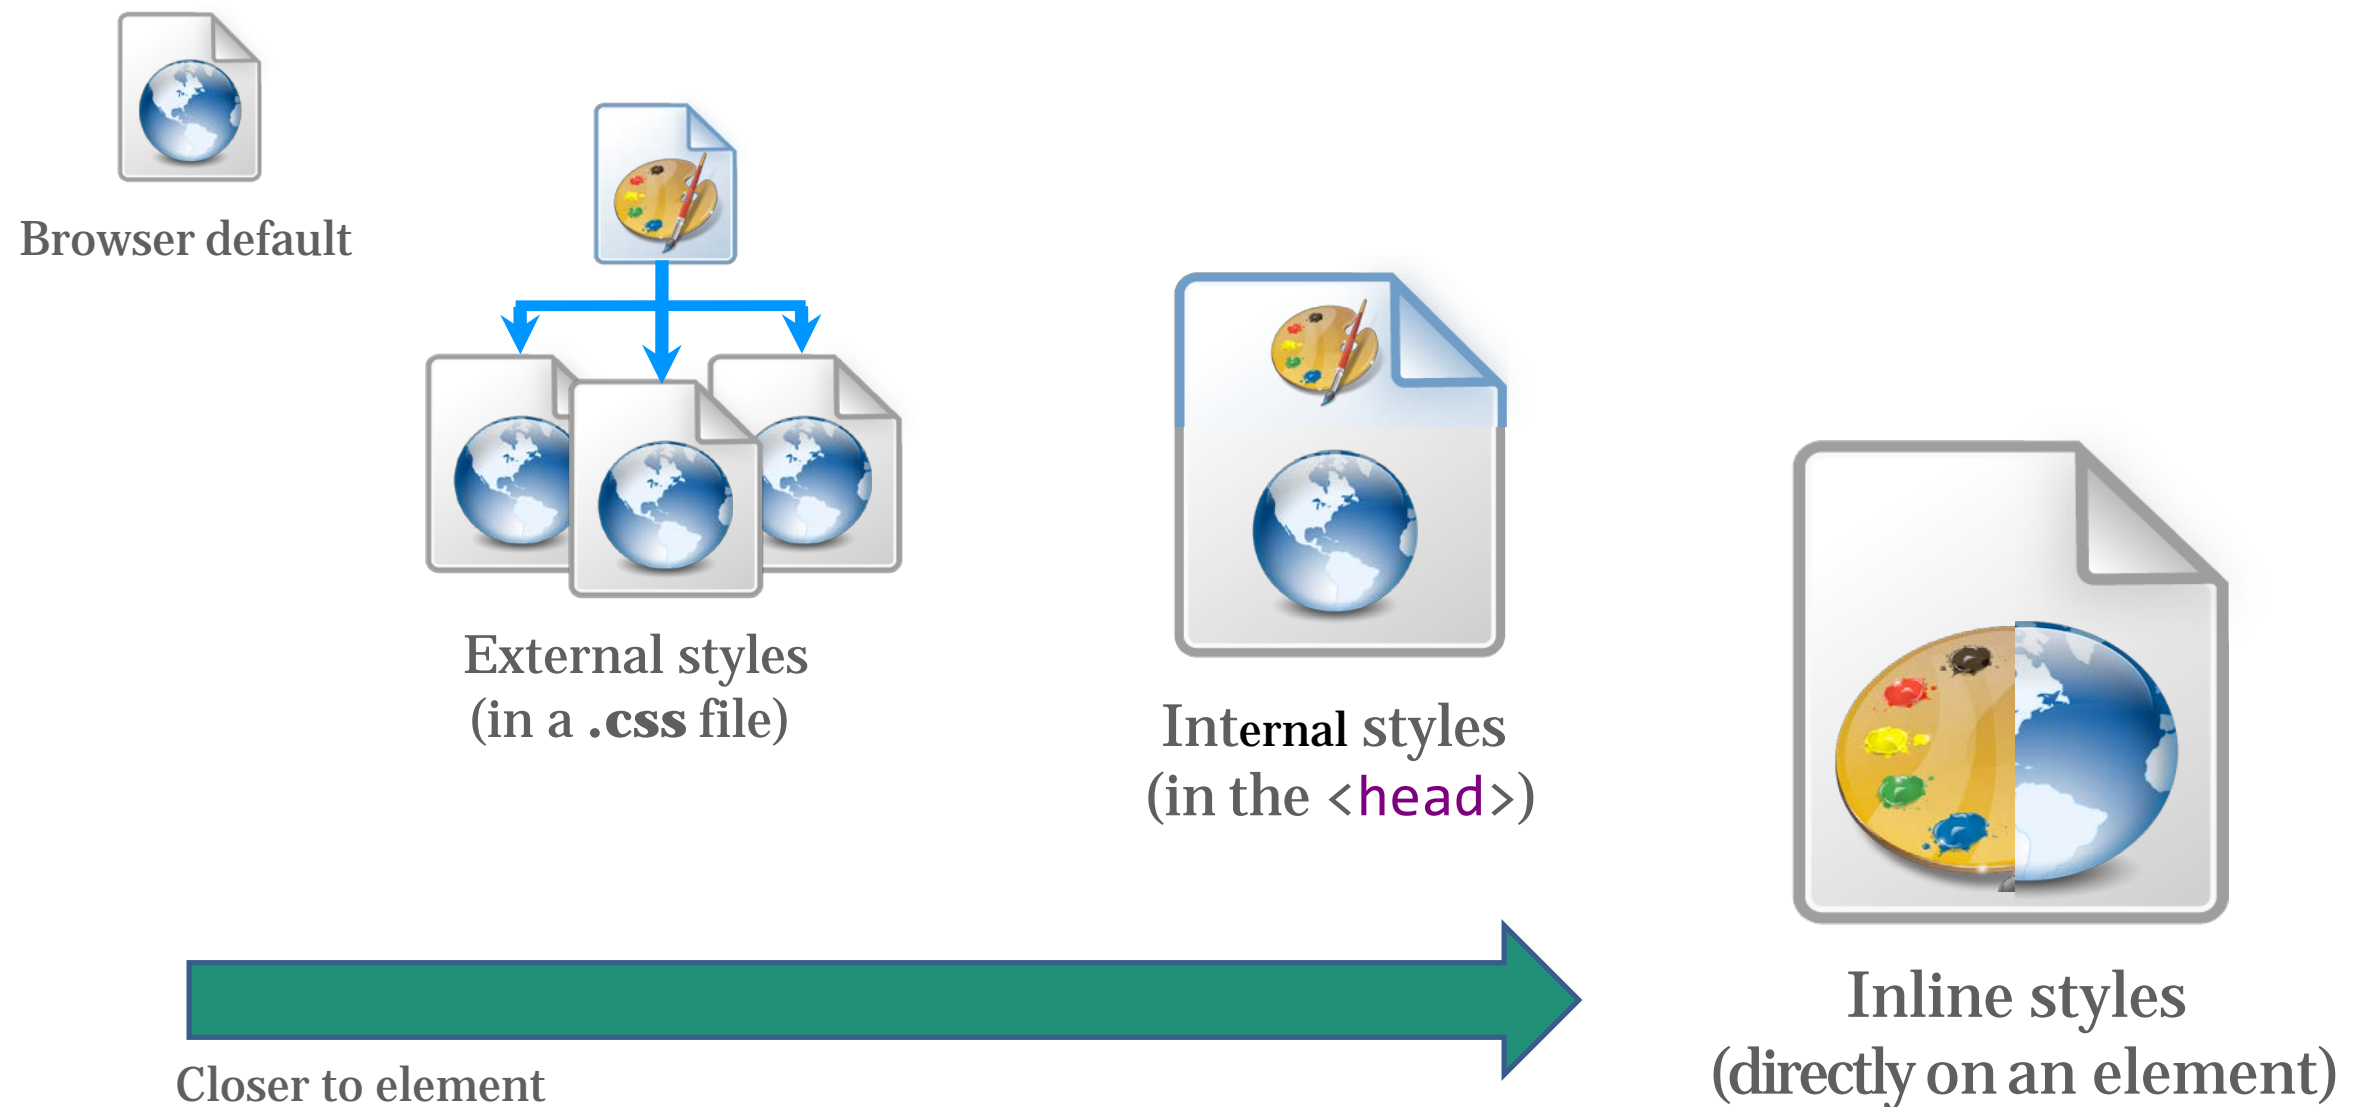 Browser default
External styles
(in a .css file)
Internal styles
(in the <head>)
Inline styles
(directly on an element)
Closer to element